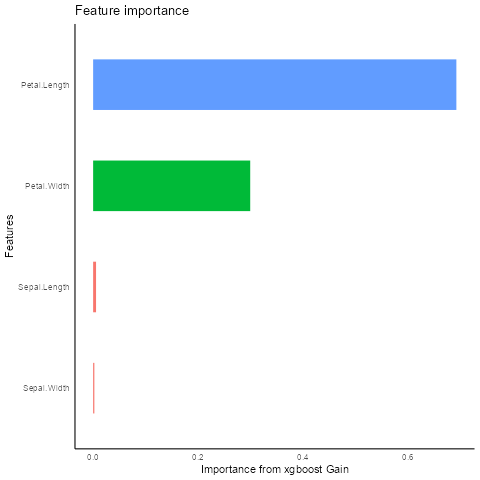 Feature importance
Features
Petal.Length
Petal.Width
Sepal.Length
Sepal.Width
0.0 0.2 0.4 0.6
Importance from xgboost Gain